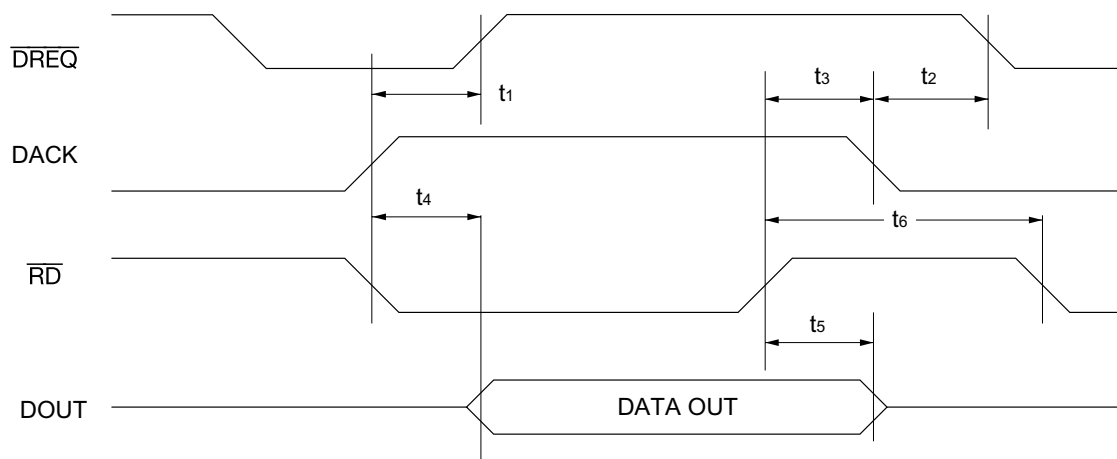 DREQ
t1
t3
t2
DACK
t4
t6
RD
t5
DOUT
DATA OUT